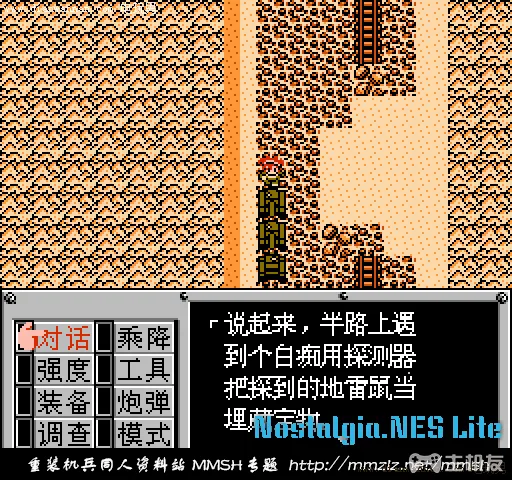 对话 乘降
强度 工具
装备 炮弹
调查 模式
「说起来，半路上遇
到个白痴用探测器
把探到的地雷鼠当
埋藏宝物
Nostalgia.NES Lite
重装机兵同人资料站 MMSH专题 http://mmzlz.net/mmsh